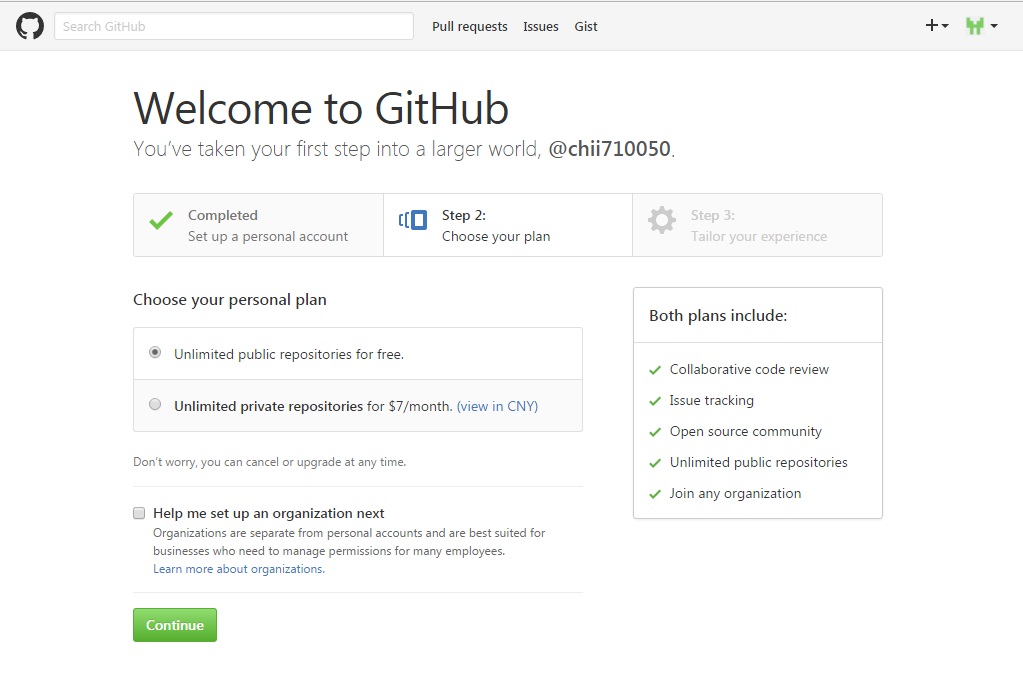 Search GitHub
Pull requests
Issues
Gist
Welcome to GitHub
You've taken your first step into a larger world, @chii710050.
Completed
Set up a personal account
Step 2:
Choose your plan
Step 3:
Tailor your experience
Choose your personal plan
Unlimited public repositories for free.
Unlimited private repositories for $7/month. (view in CNY)
Don't worry, you can cancel or upgrade at any time.
Help me set up an organization next
Organizations are separate from personal accounts and are best suited for
businesses who need to manage permissions for many employees.
Learn more about organizations.
Continue
Both plans include:
Collaborative code review
Issue tracking
Open source community
Unlimited public repositories
Join any organization